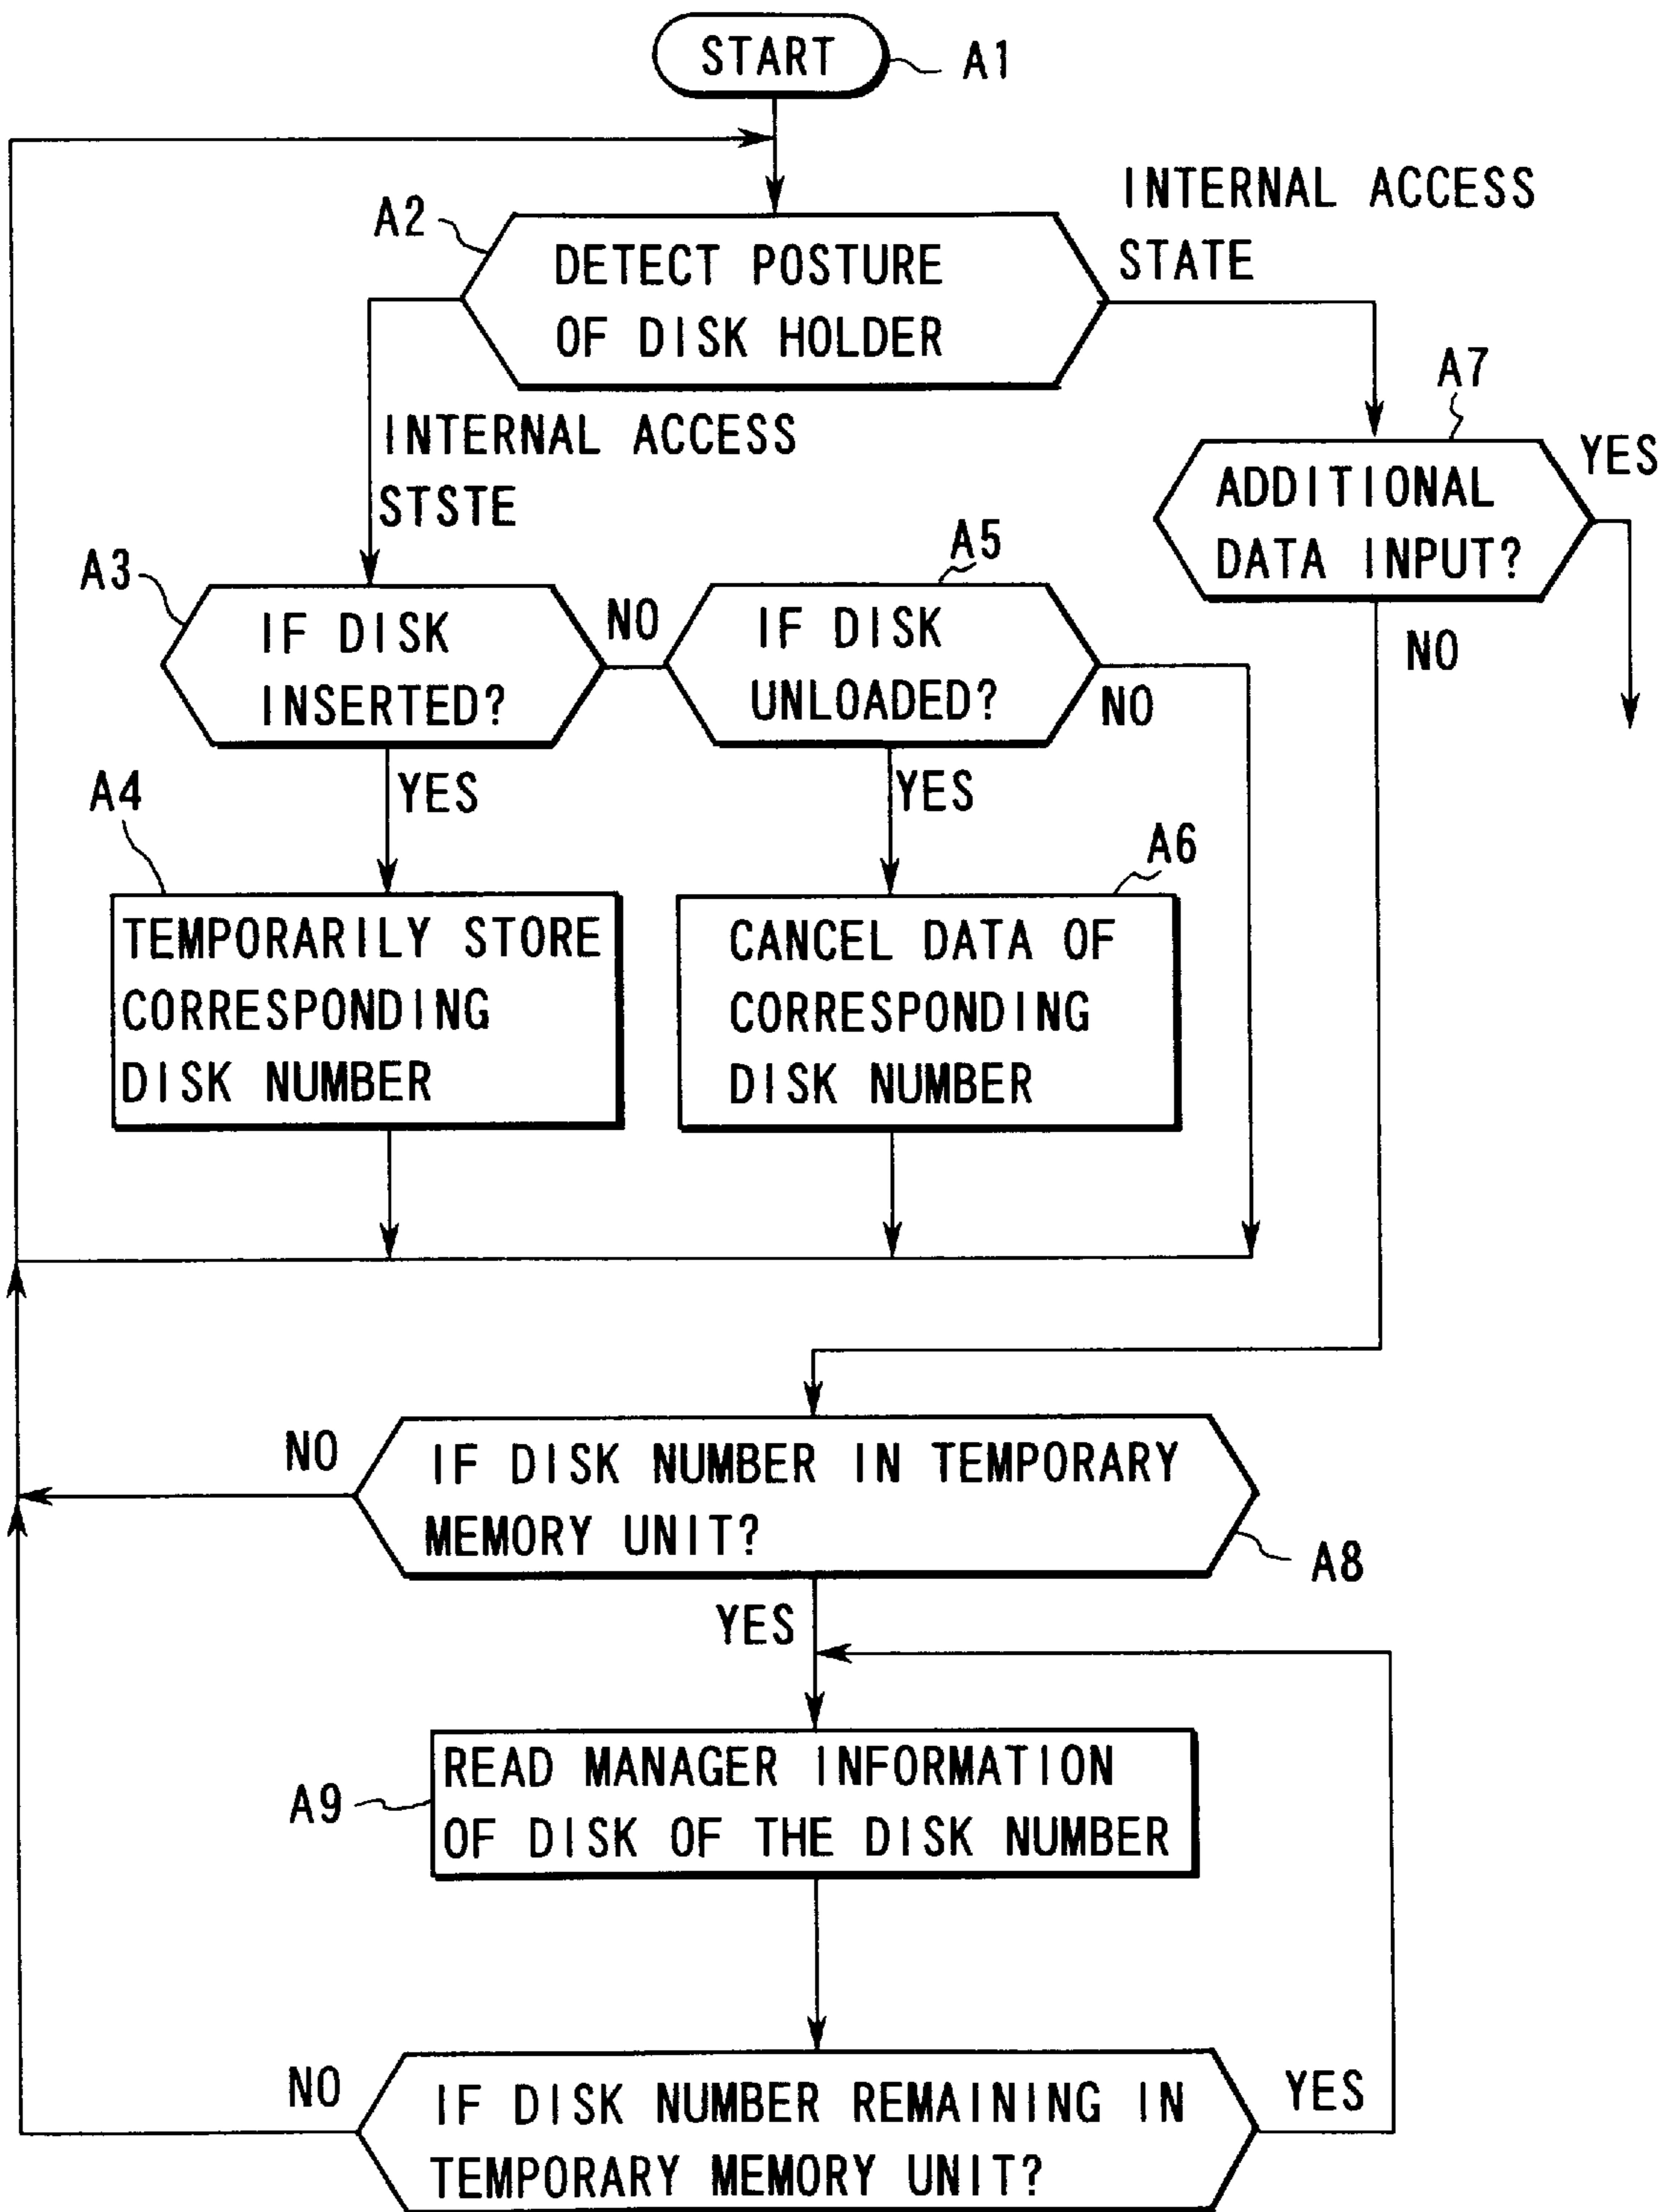 START
A1
A2
DETECT POSTURE
OF DISK HOLDER
INTERNAL ACCESS
STATE
INTERNAL ACCESS
STSTE
A7
ADDITIONAL
DATA INPUT?
YES
NO
A3
IF DISK
INSERTED?
NO
A5
IF DISK
UNLOADED?
NO
YES
YES
A4
TEMPORARILY STORE
CORRESPONDING
DISK NUMBER
A6
CANCEL DATA OF
CORRESPONDING
DISK NUMBER
NO
IF DISK NUMBER IN TEMPORARY
MEMORY UNIT?
A8
YES
A9
READ MANAGER INFORMATION
OF DISK OF THE DISK NUMBER
NO
IF DISK NUMBER REMAINING IN
TEMPORARY MEMORY UNIT?
YES